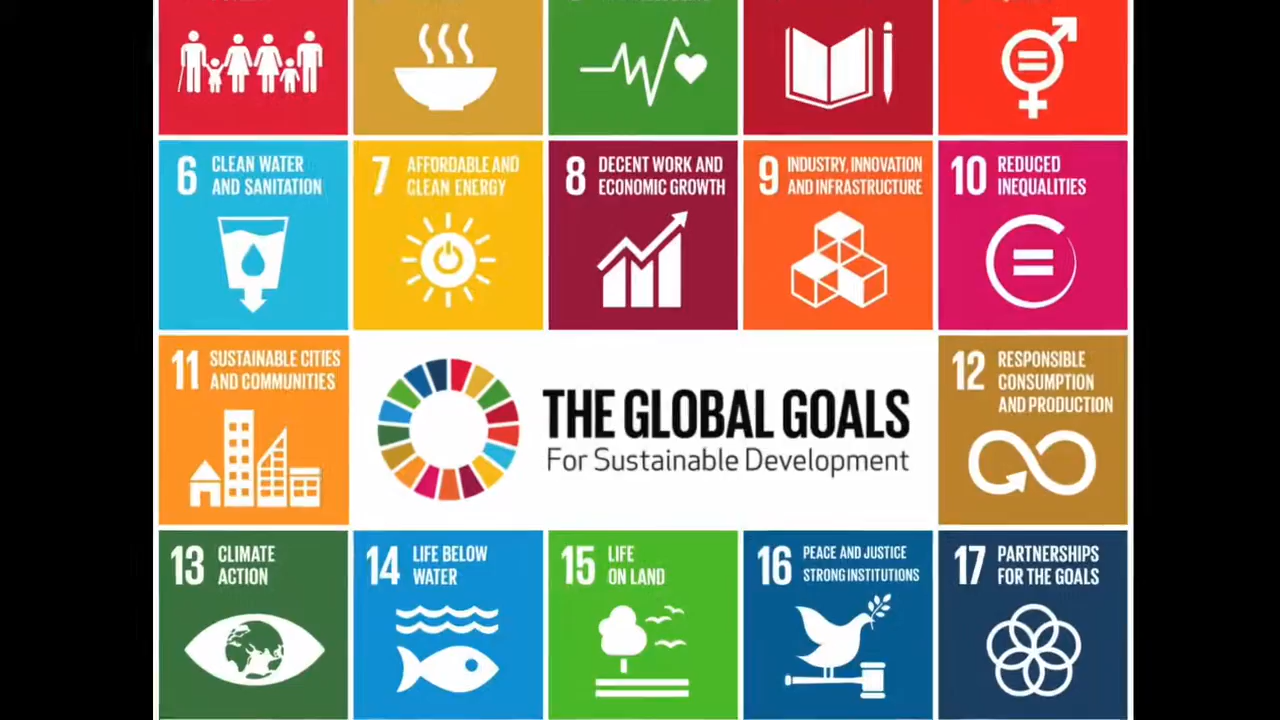 6 CLEAN WATER
AND SANITATION
7 AFFORDABLE AND
CLEAN ENERGY
8 DECENT WORK AND
ECONOMIC GROWTH
9 INDUSTRY, INNOVATION
AND INFRASTRUCTURE
10 REDUCED
INEQUALITIES
11 SUSTAINABLE CITIES
AND COMMUNITIES
THE GLOBAL GOALS
For Sustainable Development
12 RESPONSIBLE
CONSUMPTION
AND PRODUCTION
13 CLIMATE
ACTION
14 LIFE BELOW
WATER
15 LIFE
ON LAND
16 PEACE AND JUSTICE
STRONG INSTITUTIONS
17 PARTNERSHIPS
FOR THE GOALS